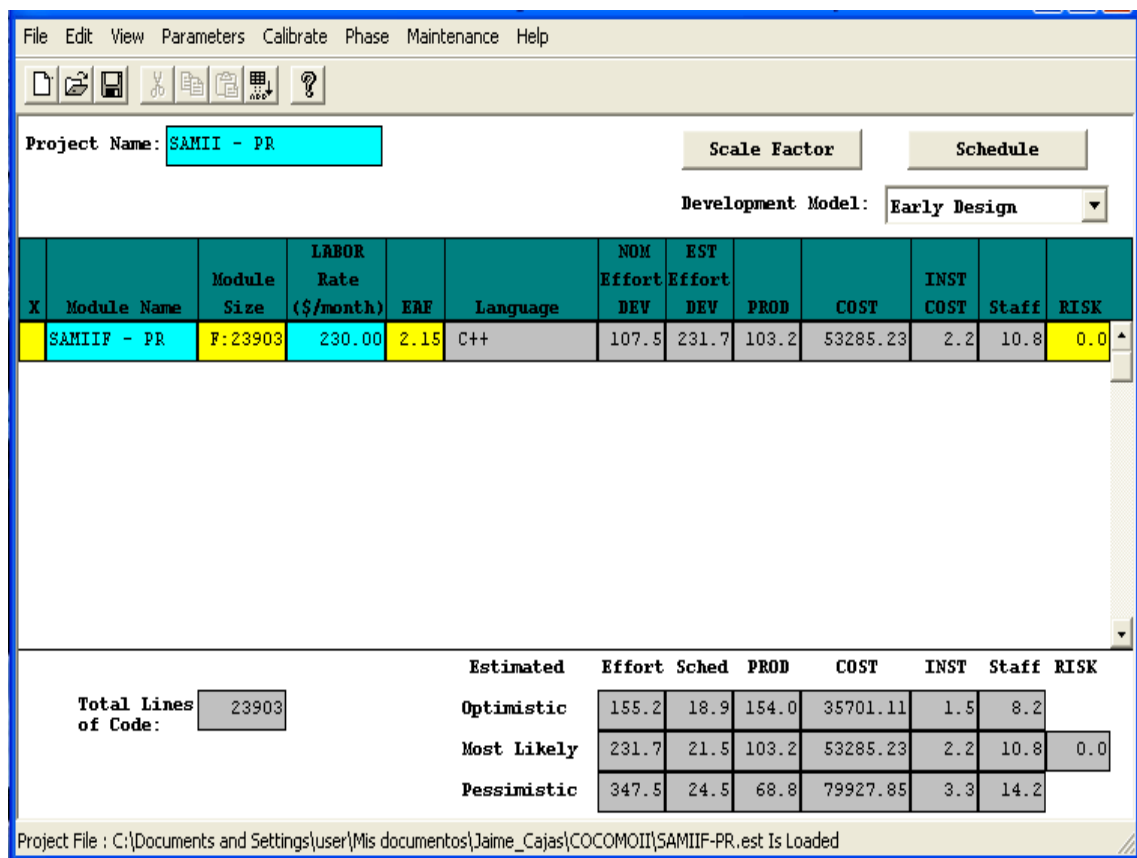 File Edit View Parameters Calibrate Phase Maintenance Help
Project Name: SAMII - PR
Scale Factor
Schedule
Development Model: Early Design
X Module Name Module Size LABOR Rate ($/month) EAF Language NOM Effort DEV EST Effort DEV PROD COST INST COST Staff RISK
SAMIIF - PR F:23903 230.00 2.15 C++ 107.5 231.7 103.2 53285.23 2.2 10.8 0.0
Estimated Effort Sched PROD COST INST Staff RISK
Total Lines of Code: 23903
Optimistic 155.2 18.9 154.0 35701.11 1.5 8.2
Most Likely 231.7 21.5 103.2 53285.23 2.2 10.8 0.0
Pessimistic 347.5 24.5 68.8 79927.85 3.3 14.2
Project File : C:\Documents and Settings\user\Mis documentos\Jaime_Cajas\COCOMOII\SAMIIF-PR.est Is Loaded